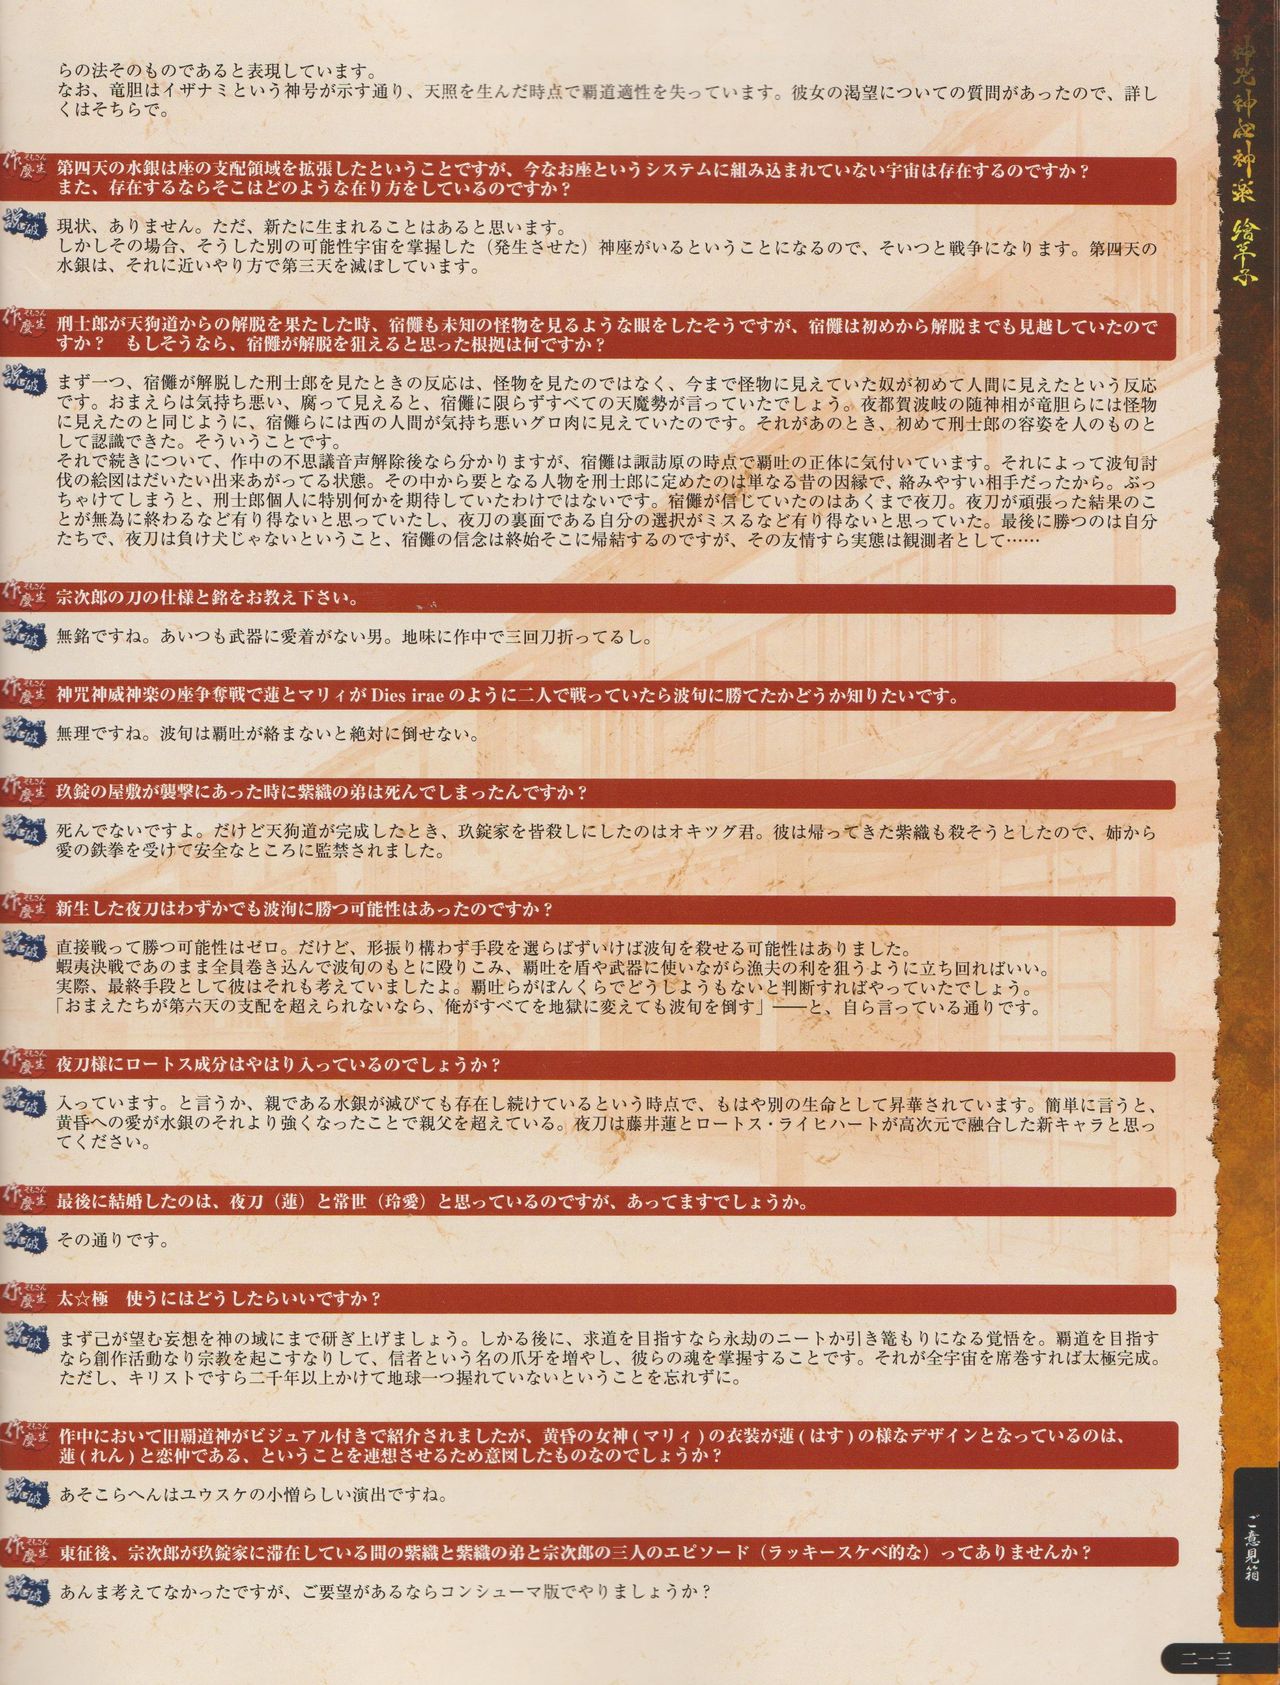 らの法そのものであると表現しています。
なお、竜胆はイザナミという神号が示す通り、天照を生んだ時点で覇道適性を失っています。彼女の渇望についての質問があったので、詳し
くはそちらで。
作麼生 そもさん
第四天の水銀は座の支配領域を拡張したということですが、今なお座というシステムに組み込まれていない宇宙は存在するのですか？
また、存在するならそこはどのような在り方をしているのですか？
説破
現状、ありません。ただ、新たに生まれることはあると思います。
しかしその場合、そうした別の可能性宇宙を掌握した（発生させた）神座がいるということになるので、そいつと戦争になります。第四天の
水銀は、それに近いやり方で第三天を滅ぼしています。
作麼生 そもさん
刑士郎が天狗道からの解脱を果たした時、宿儺も未知の怪物を見るような眼をしたそうですが、宿儺は初めから解脱までも見越していたので
すか？　もしそうなら、宿儺が解脱を狙えると思った根拠は何ですか？
説破
まず一つ、宿儺が解脱した刑士郎を見たときの反応は、怪物を見たのではなく、今まで怪物に見えていた奴が初めて人間に見えたという反応
です。おまえらは気持ち悪い、腐って見えると、宿儺に限らずすべての天魔勢が言っていたでしょう。夜都賀波岐の随神相が竜胆らには怪物
に見えたのと同じように、宿儺らには西の人間が気持ち悪いグロ肉に見えていたのです。それがあのとき、初めて刑士郎の容姿を人のものと
して認識できた。そういうことです。
それで続きについて、作中の不思議音声解除後なら分かりますが、宿儺は諏訪原の時点で覇吐の正体に気付いています。それによって波旬討
伐の絵図はだいたい出来あがってる状態。その中から要となる人物を刑士郎に定めたのは単なる昔の因縁で、絡みやすい相手だったから。ぶっ
ちゃけてしまうと、刑士郎個人に特別何かを期待していたわけではないです。宿儺が信じていたのはあくまで夜刀。夜刀が頑張った結果のこ
とが無為に終わるなど有り得ないと思っていたし、夜刀の裏面である自分の選択がミスるなど有り得ないと思っていた。最後に勝つのは自分
たちで、夜刀は負け犬じゃないということ、宿儺の信念は終始そこに帰結するのですが、その友情すら実態は観測者として……
作麼生 そもさん
宗次郎の刀の仕様と銘をお教え下さい。
説破
無銘ですね。あいつも武器に愛着がない男。地味に作中で三回刀折ってるし。
作麼生 そもさん
神咒神威神楽の座争奪戦で蓮とマリィが Dies irae のように二人で戦っていたら波旬に勝てたかどうか知りたいです。
説破
無理ですね。波旬は覇吐が絡まないと絶対に倒せない。
作麼生 そもさん
玖錠の屋敷が襲撃にあった時に紫織の弟は死んでしまったんですか？
説破
死んでないですよ。だけど天狗道が完成したとき、玖錠家を皆殺しにしたのはオキツグ君。彼は帰ってきた紫織も殺そうとしたので、姉から
愛の鉄拳を受けて安全なところに監禁されました。
作麼生 そもさん
新生した夜刀はわずかでも波洵に勝つ可能性はあったのですか？
説破
直接戦って勝つ可能性はゼロ。だけど、形振り構わず手段を選らばずいけば波旬を殺せる可能性はありました。
蝦夷決戦であのまま全員巻き込んで波旬のもとに殴りこみ、覇吐を盾や武器に使いながら漁夫の利を狙うように立ち回ればいい。
実際、最終手段として彼はそれも考えていましたよ。覇吐らがぼんくらでどうしようもないと判断すればやっていたでしょう。
「おまえたちが第六天の支配を超えられないなら、俺がすべてを地獄に変えても波旬を倒す」――と、自ら言っている通りです。
作麼生 そもさん
夜刀様にロートス成分はやはり入っているのでしょうか？
説破
入っています。と言うか、親である水銀が滅びても存在し続けているという時点で、もはや別の生命として昇華されています。簡単に言うと、
黄昏への愛が水銀のそれより強くなったことで親父を超えている。夜刀は藤井蓮とロートス・ライヒハートが高次元で融合した新キャラと思っ
てください。
作麼生 そもさん
最後に結婚したのは、夜刀（蓮）と常世（玲愛）と思っているのですが、あってますでしょうか。
説破
その通りです。
作麼生 そもさん
太☆極　使うにはどうしたらいいですか？
説破
まず己が望む妄想を神の域にまで研ぎ上げましょう。しかる後に、求道を目指すなら永劫のニートか引き篭もりになる覚悟を。覇道を目指す
なら創作活動なり宗教を起こすなりして、信者という名の爪牙を増やし、彼らの魂を掌握することです。それが全宇宙を席巻すれば太極完成。
ただし、キリストですら二千年以上かけて地球一つ握れていないということを忘れずに。
作麼生 そもさん
作中において旧覇道神がビジュアル付きで紹介されましたが、黄昏の女神(マリィ)の衣装が蓮(はす)の様なデザインとなっているのは、
蓮(れん)と恋仲である、ということを連想させるため意図したものなのでしょうか？
説破
あそこらへんはユウスケの小憎らしい演出ですね。
作麼生 そもさん
東征後、宗次郎が玖錠家に滞在している間の紫織と紫織の弟と宗次郎の三人のエピソード（ラッキースケベ的な）ってありませんか？
説破
あんま考えてなかったですが、ご要望があるならコンシューマ版でやりましょうか？
神咒神威神楽 繪草子
ご意見箱
二一三